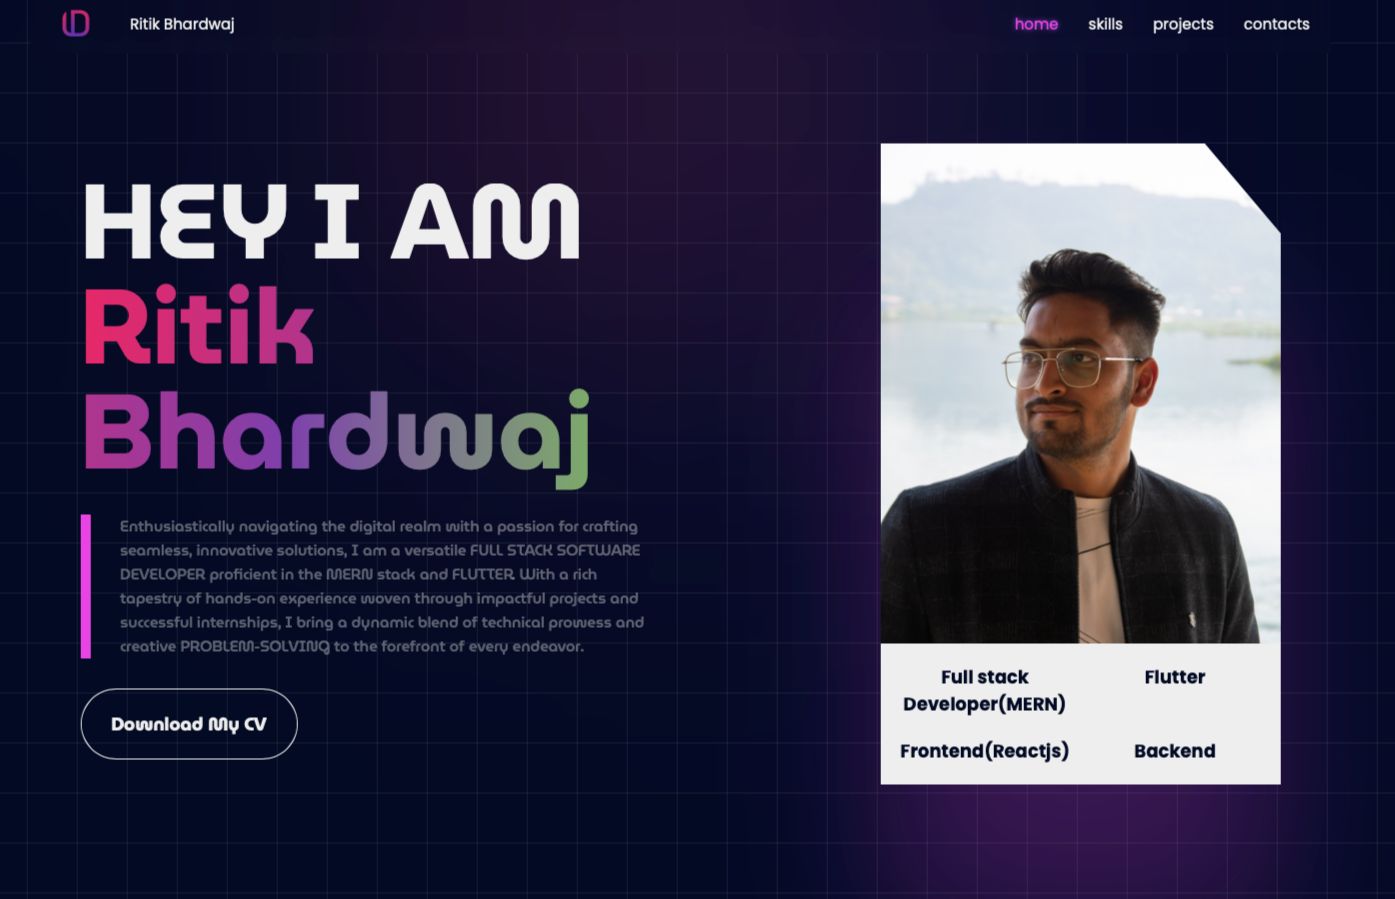 Ritik Bhardwaj
home skills projects contacts
HEY I AM
Ritik
Bhardwaj
Enthusiastically navigating the digital realm with a passion for crafting
seamless, innovative solutions, I am a versatile FULL STACK SOFTWARE
DEVELOPER proficient in the MERN stack and FLUTTER. With a rich
tapestry of hands-on experience woven through impactful projects and
successful internships, I bring a dynamic blend of technical prowess and
creative PROBLEM-SOLVING to the forefront of every endeavor.
Download My CV
Full stack
Developer(MERN)
Flutter
Frontend(Reactjs)
Backend